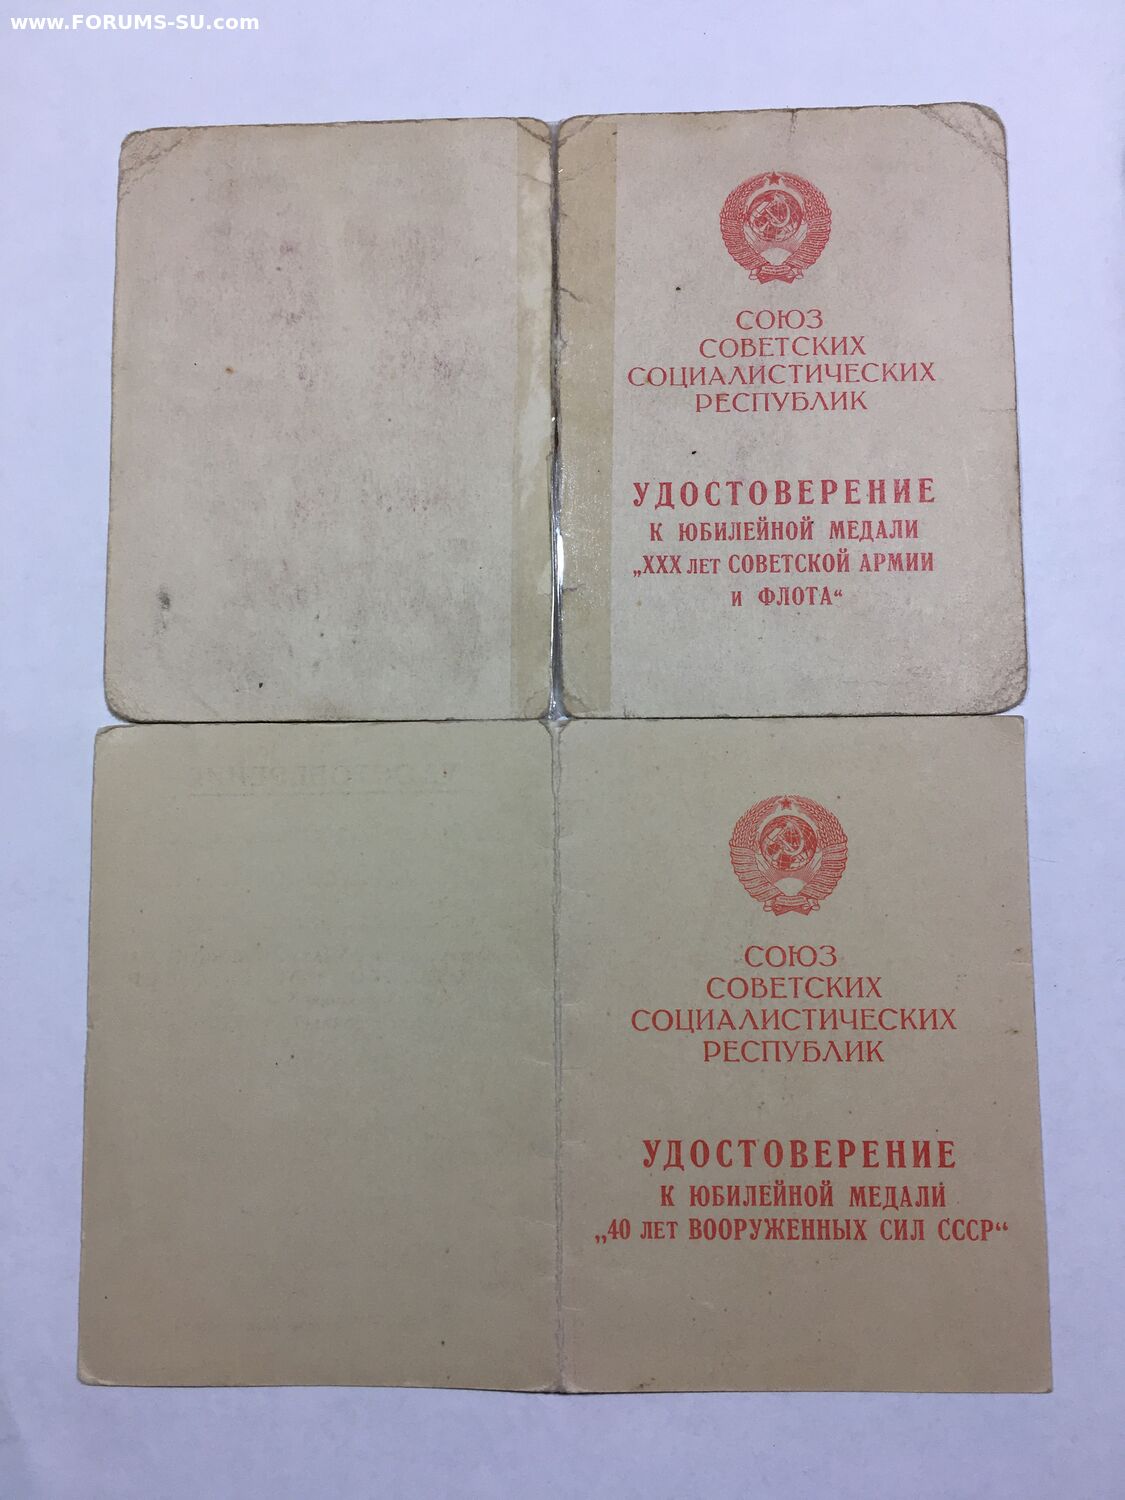 www.FORUMS-SU.com
СОЮЗ
СОВЕТСКИХ
СОЦИАЛИСТИЧЕСКИХ
РЕСПУБЛИК
УДОСТОВЕРЕНИЕ
К ЮБИЛЕЙНОЙ МЕДАЛИ
„XXX лет СОВЕТСКОЙ АРМИИ
и ФЛОТА“
СОЮЗ
СОВЕТСКИХ
СОЦИАЛИСТИЧЕСКИХ
РЕСПУБЛИК
УДОСТОВЕРЕНИЕ
К ЮБИЛЕЙНОЙ МЕДАЛИ
„40 лет ВООРУЖЕННЫХ СИЛ СССР“